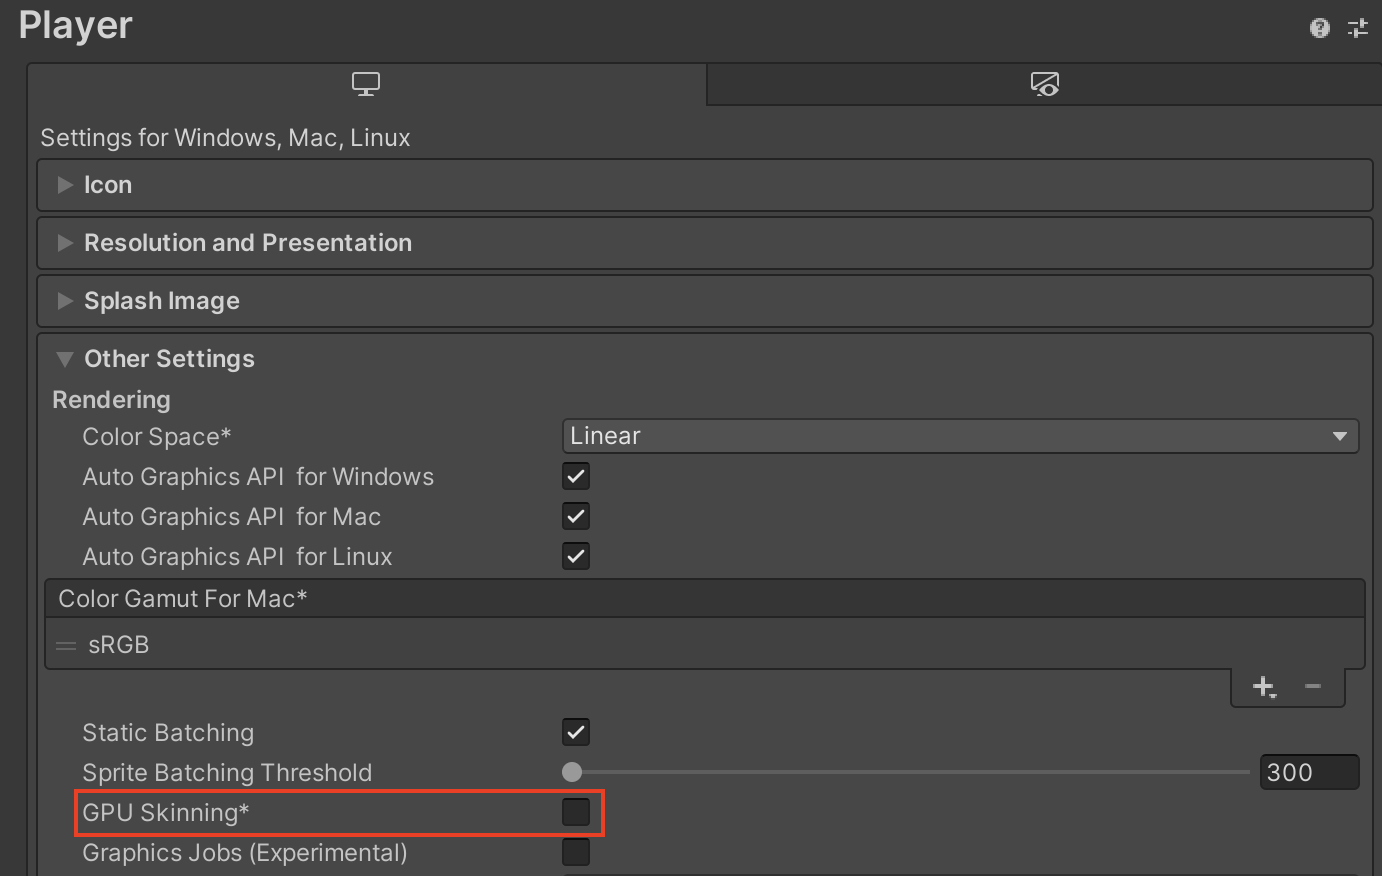 Player
Settings for Windows, Mac, Linux
Icon
Resolution and Presentation
Splash Image
Other Settings
Rendering
Color Space* Linear
Auto Graphics API  for Windows
Auto Graphics API  for Mac
Auto Graphics API  for Linux
Color Gamut For Mac*
sRGB
Static Batching
Sprite Batching Threshold 300
GPU Skinning*
Graphics Jobs (Experimental)